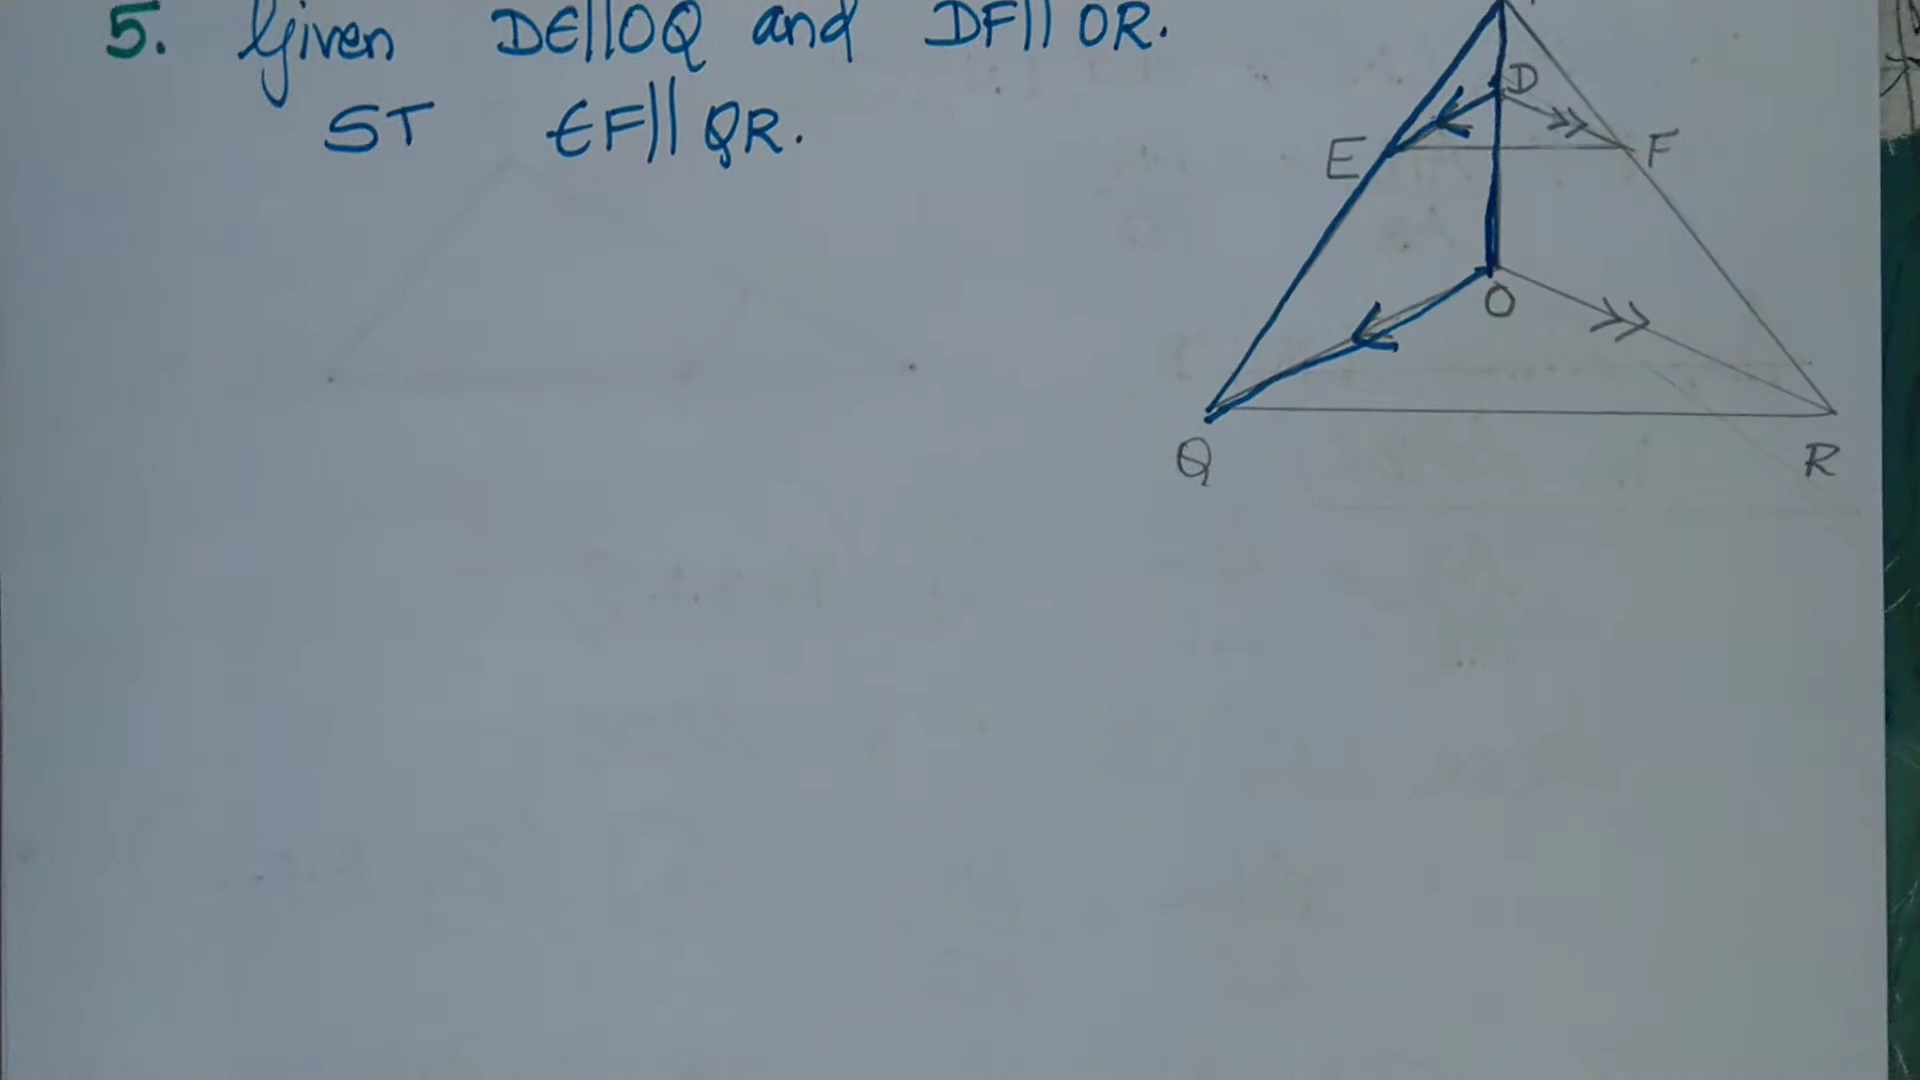 5. Given DE||OQ and DF|| OR.
ST EF|| QR.
D
E
F
O
Q
R